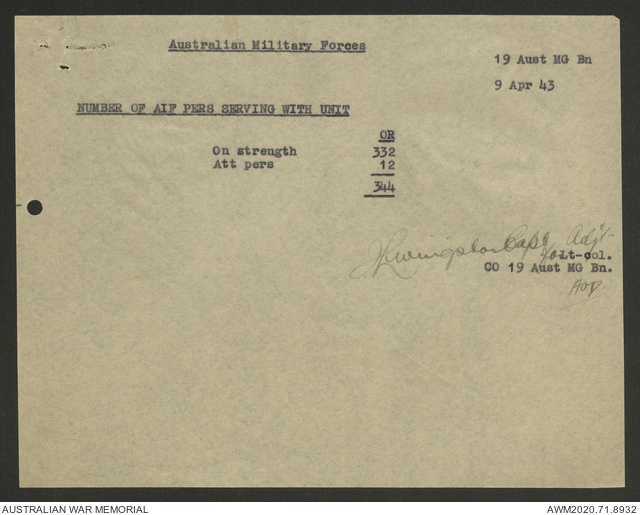 Australian Military Forces
19 Aust MG Bn
9 Apr 43
NUMBER OF AIF PERS SERVING WITH UNIT
OR
On strength 332
Att pers 12
344
Capt Adjt.
for Lt-col.
CO 19 Aust MG Bn.
AUSTRALIAN WAR MEMORIAL
AWM2020.71.8932